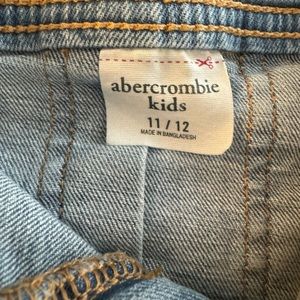 abercrombie
kids
11 / 12
MADE IN BANGLADESH